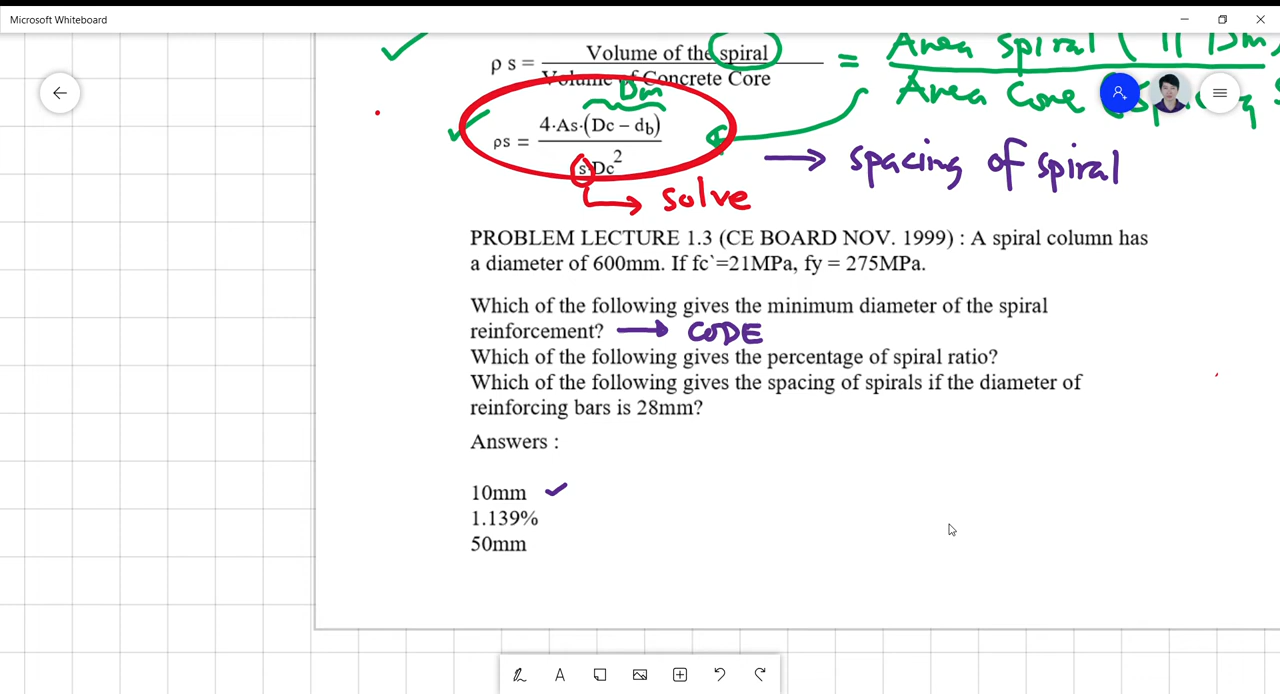 Microsoft Whiteboard
ρ s = Volume of the spiral / Volume of Concrete Core = Area spiral ( π Dm / Area Core (Spacing
Dm
ρs = 4·As·(Dc − db) / s Dc²
→ spacing of spiral
→ solve
PROBLEM LECTURE 1.3 (CE BOARD NOV. 1999) : A spiral column has
a diameter of 600mm. If fc`=21MPa, fy = 275MPa.
Which of the following gives the minimum diameter of the spiral
reinforcement? → CODE
Which of the following gives the percentage of spiral ratio?
Which of the following gives the spacing of spirals if the diameter of
reinforcing bars is 28mm?
Answers :
10mm ✓
1.139%
50mm